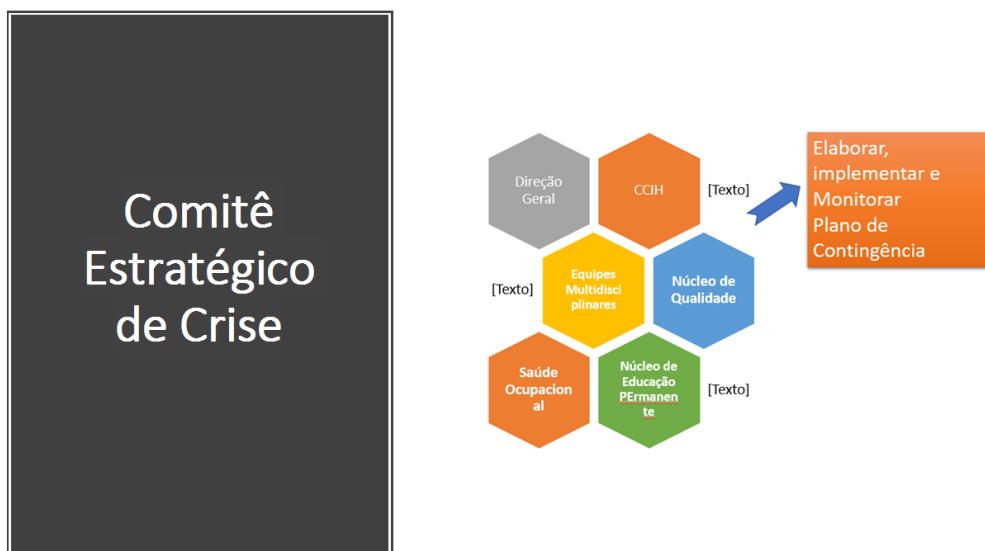 Comitê
Estratégico
de Crise
Direção
Geral
CCIH
[Texto]
Elaborar,
implementar e
Monitorar
Plano de
Contingência
[Texto]
Equipes
Multidisci
plinares
Núcleo de
Qualidade
Saúde
Ocupacion
al
Núcleo de
Educação
PErmanen
te
[Texto]